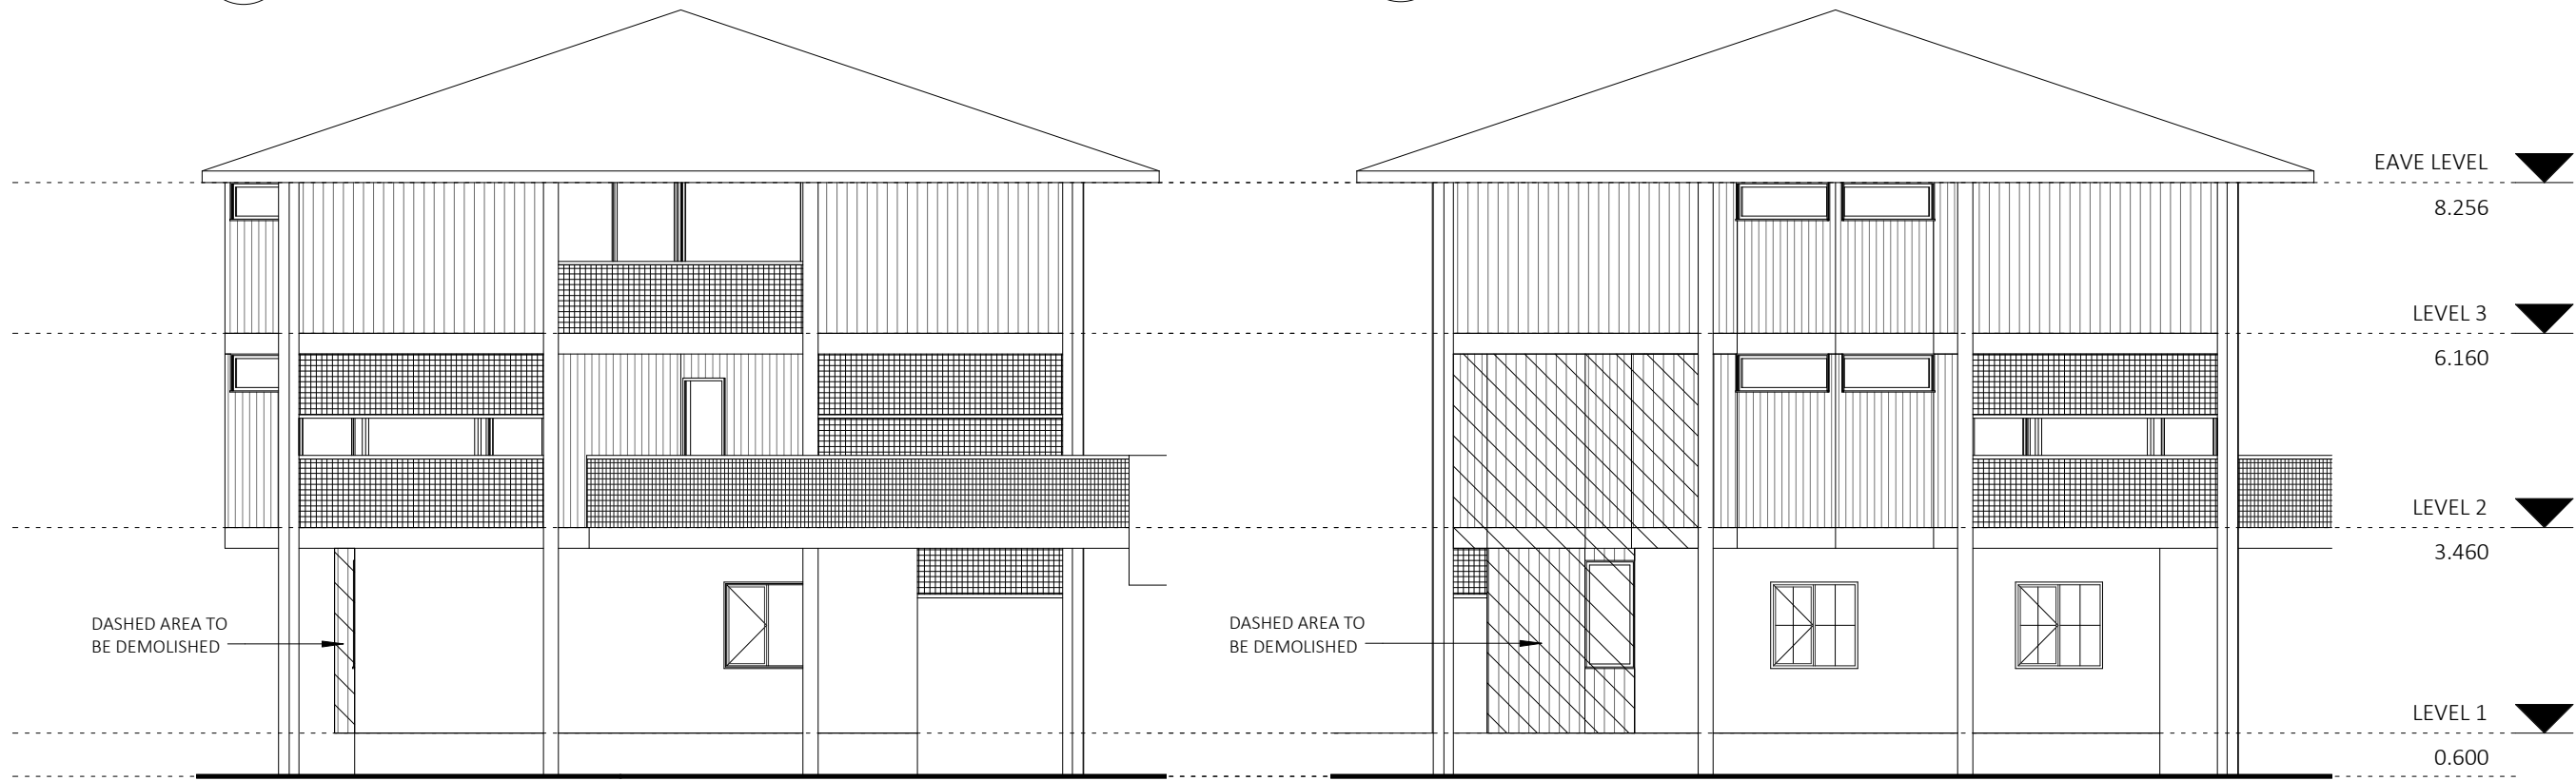 EAVE LEVEL
8.256
LEVEL 3
6.160
LEVEL 2
3.460
DASHED AREA TO
BE DEMOLISHED
DASHED AREA TO
BE DEMOLISHED
LEVEL 1
0.600